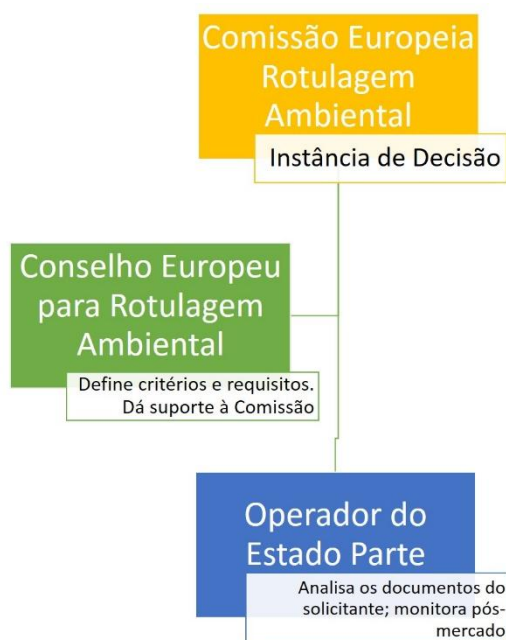 Comissão Europeia
Rotulagem
Ambiental
Instância de Decisão
Conselho Europeu
para Rotulagem
Ambiental
Define critérios e requisitos.
Dá suporte à Comissão
Operador do
Estado Parte
Analisa os documentos do
solicitante; monitora pós-
mercado